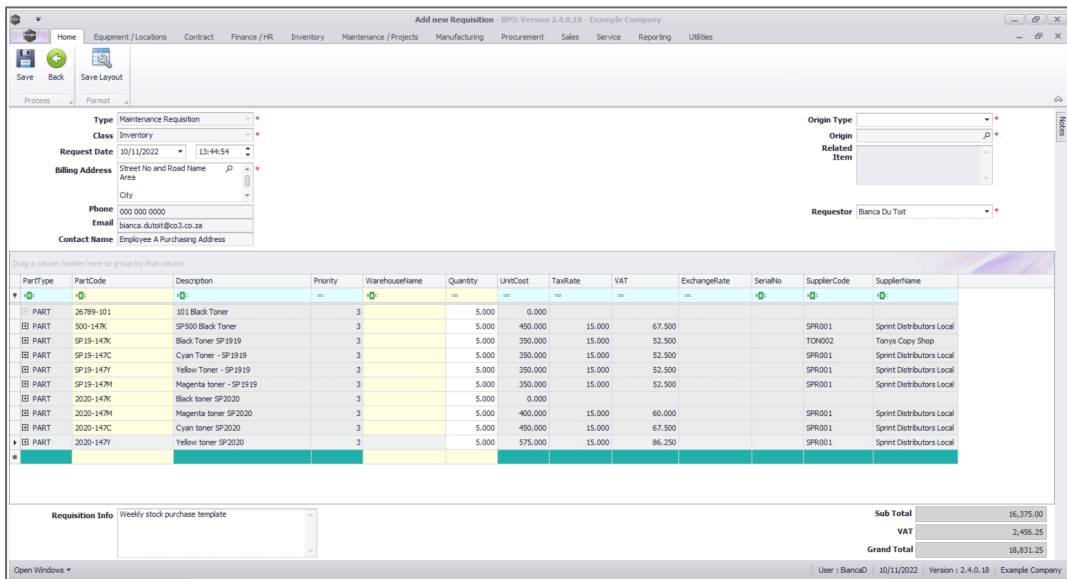 Add new Requisition - BPO: Version 2.4.0.18 - Example Company
Home Equipment / Locations Contract Finance / HR Inventory Maintenance / Projects Manufacturing Procurement Sales Service Reporting Utilities
Save Back Save Layout
Process Format
Type Maintenance Requisition * Origin Type *
Class Inventory * Origin *
Request Date 10/11/2022 13:44:54 Related Item
Billing Address Street No and Road Name *
Area
City
Phone 000 000 0000 Requestor Bianca Du Toit *
Email bianca.dutoit@co3.co.za
Contact Name Employee A Purchasing Address
Notes
Drag a column header here to group by that column
PartType PartCode Description Priority WarehouseName Quantity UnitCost TaxRate VAT ExchangeRate SerialNo SupplierCode SupplierName
PART 26789-101 101 Black Toner 3 5.000 0.000
PART 500-147K SP500 Black Toner 3 5.000 450.000 15.000 67.500 SPR001 Sprint Distributors Local
PART SP19-147K Black Toner SP1919 3 5.000 350.000 15.000 52.500 TON002 Tonys Copy Shop
PART SP19-147C Cyan Toner - SP1919 3 5.000 350.000 15.000 52.500 SPR001 Sprint Distributors Local
PART SP19-147Y Yellow Toner - SP1919 3 5.000 350.000 15.000 52.500 SPR001 Sprint Distributors Local
PART SP19-147M Magenta toner - SP1919 3 5.000 350.000 15.000 52.500 SPR001 Sprint Distributors Local
PART 2020-147K Black toner SP2020 3 5.000 0.000
PART 2020-147M Magenta toner SP2020 3 5.000 400.000 15.000 60.000 SPR001 Sprint Distributors Local
PART 2020-147C Cyan toner SP2020 3 5.000 450.000 15.000 67.500 SPR001 Sprint Distributors Local
PART 2020-147Y Yellow toner SP2020 3 5.000 575.000 15.000 86.250 SPR001 Sprint Distributors Local
Requisition Info Weekly stock purchase template
Sub Total 16,375.00
VAT 2,456.25
Grand Total 18,831.25
Open Windows User : BiancaD 10/11/2022 Version : 2.4.0.18 Example Company